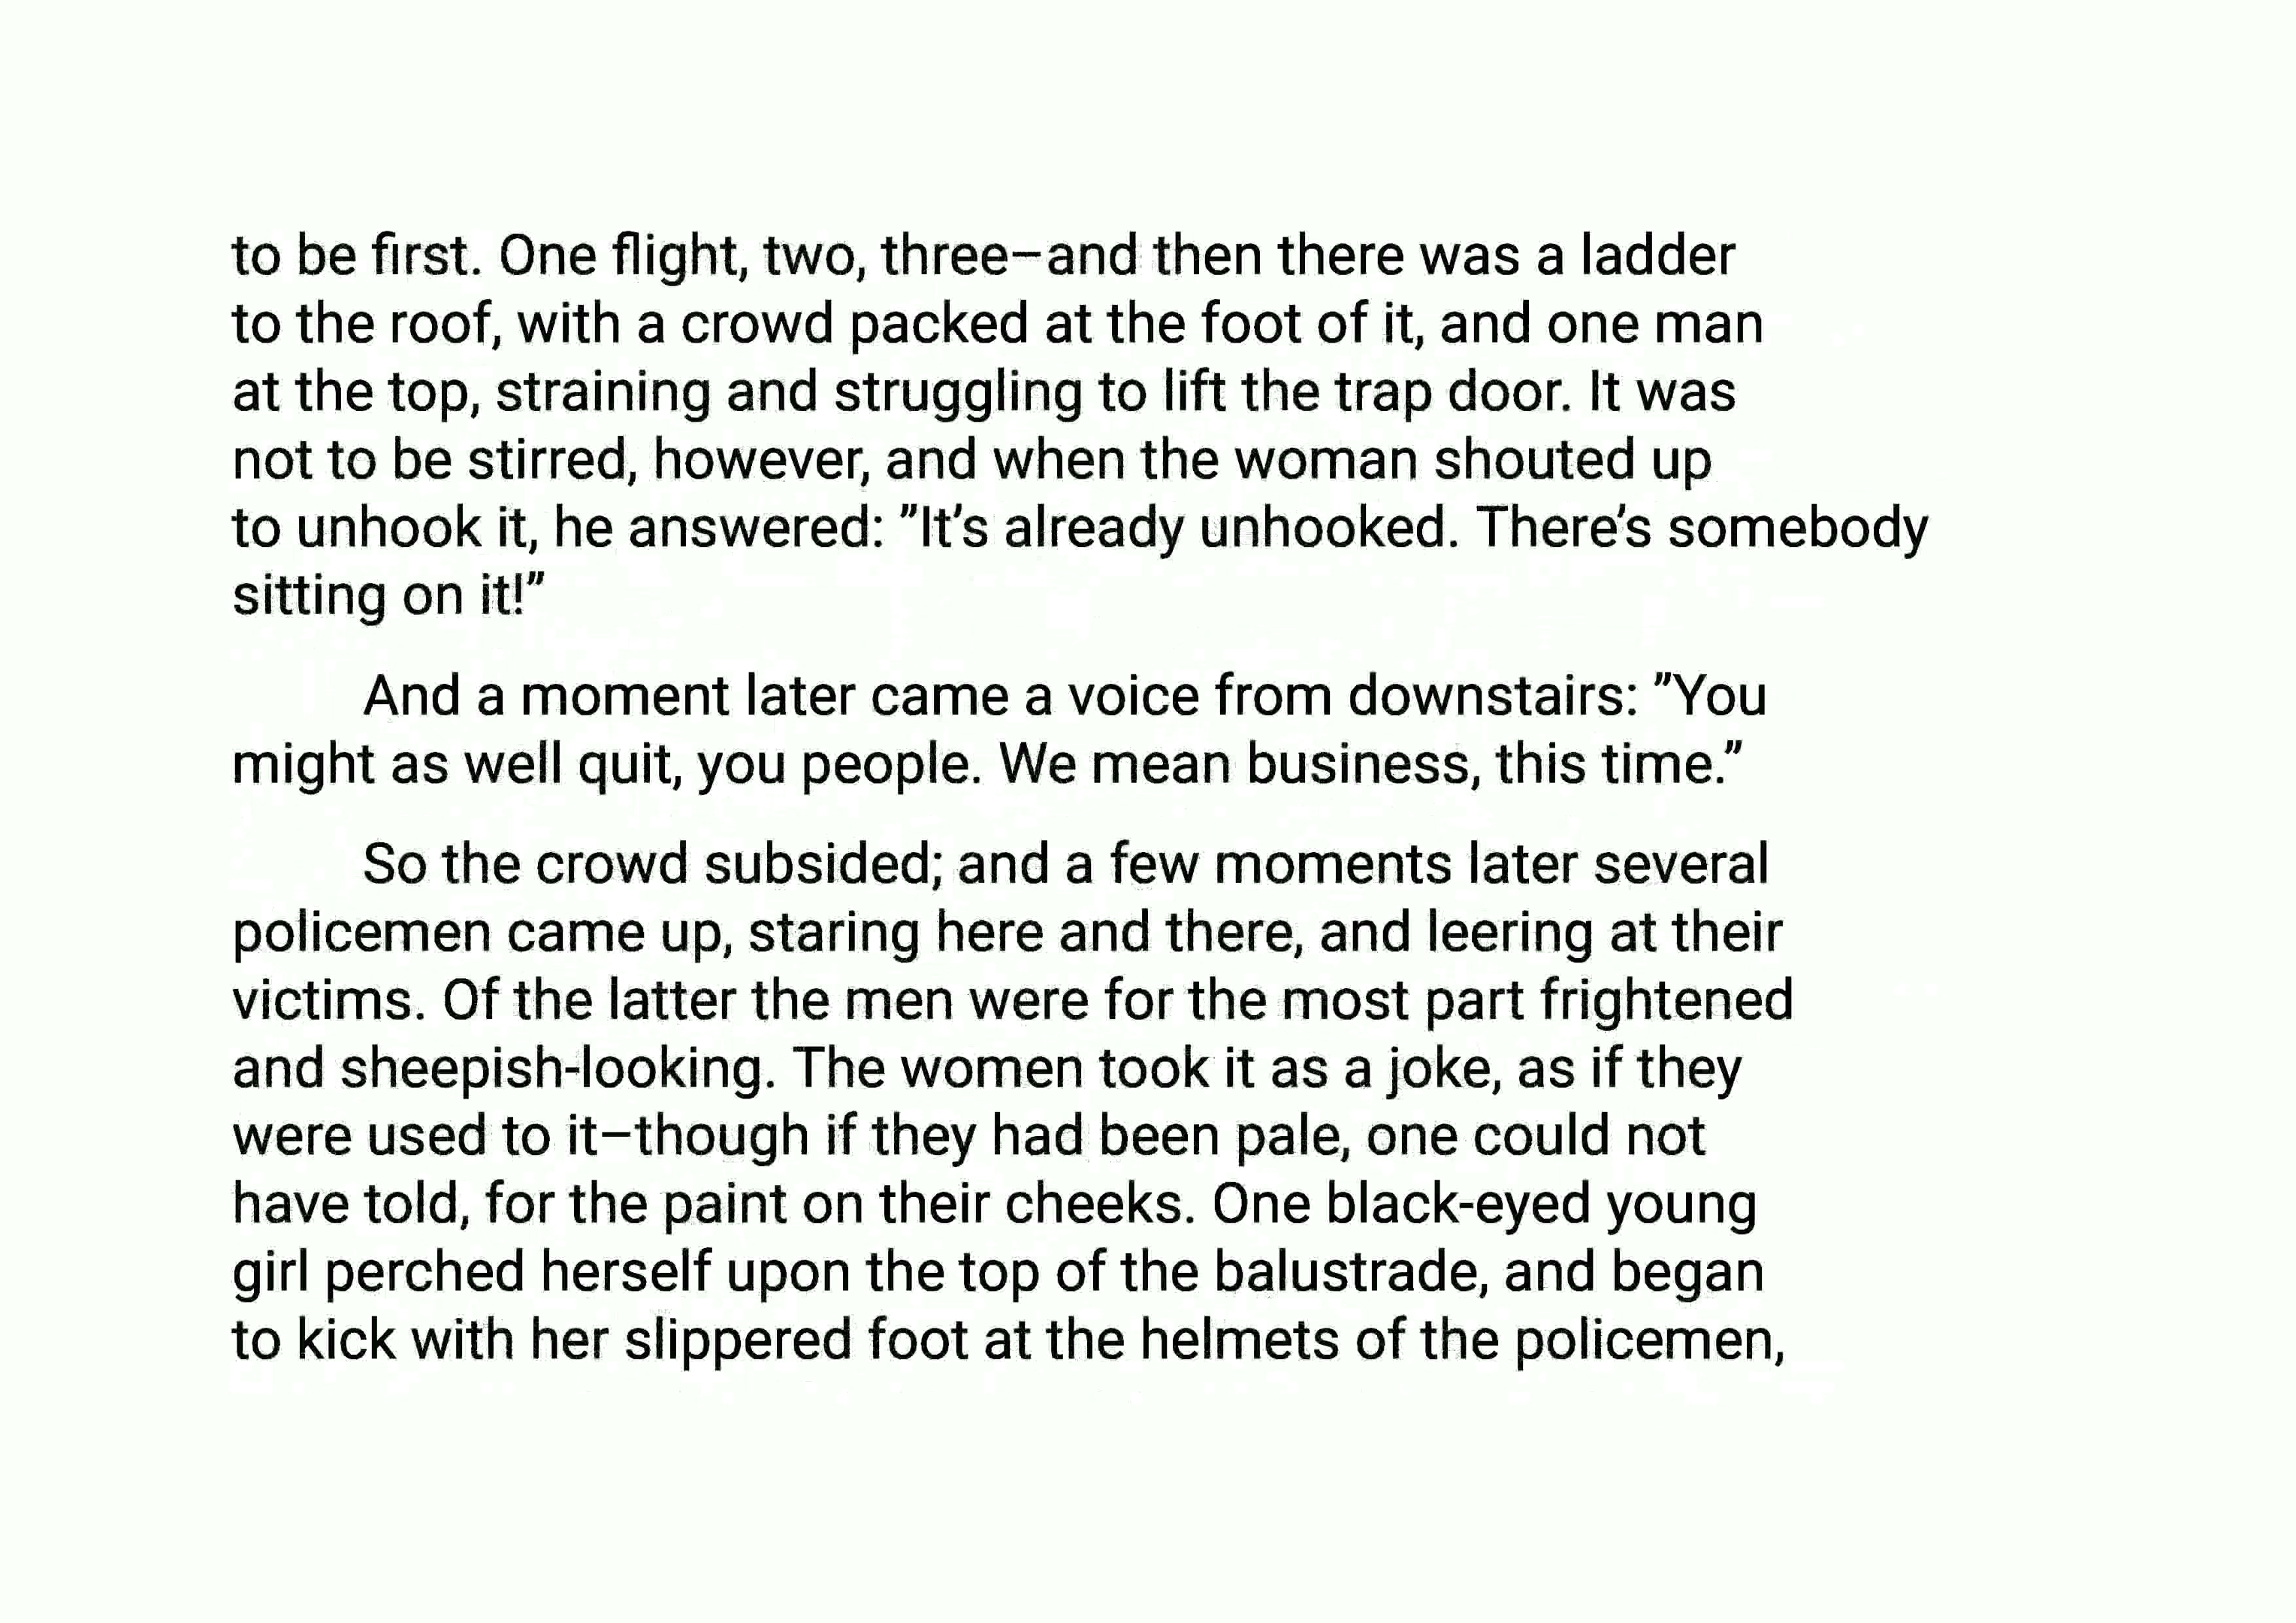 to be first. One flight, two, three–and then there was a ladder
to the roof, with a crowd packed at the foot of it, and one man
at the top, straining and struggling to lift the trap door. It was
not to be stirred, however, and when the woman shouted up
to unhook it, he answered: ”It’s already unhooked. There’s somebody
sitting on it!”
And a moment later came a voice from downstairs: ”You
might as well quit, you people. We mean business, this time.”
So the crowd subsided; and a few moments later several
policemen came up, staring here and there, and leering at their
victims. Of the latter the men were for the most part frightened
and sheepish-looking. The women took it as a joke, as if they
were used to it–though if they had been pale, one could not
have told, for the paint on their cheeks. One black-eyed young
girl perched herself upon the top of the balustrade, and began
to kick with her slippered foot at the helmets of the policemen,